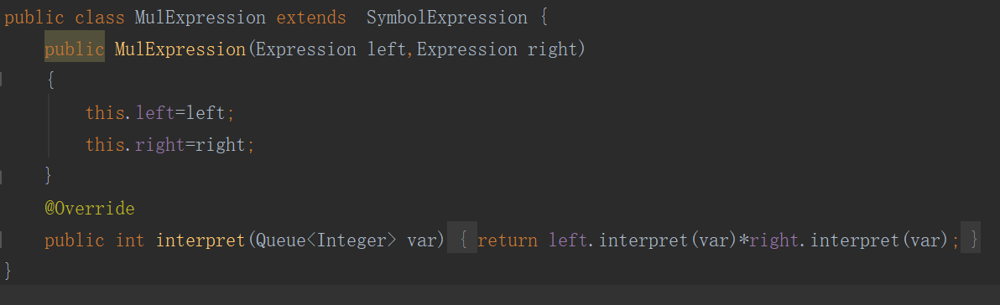 public class MulExpression extends  SymbolExpression {
    public MulExpression(Expression left,Expression right)
    {
        this.left=left;
        this.right=right;
    }
    @Override
    public int interpret(Queue<Integer> var) { return left.interpret(var)*right.interpret(var); }
}